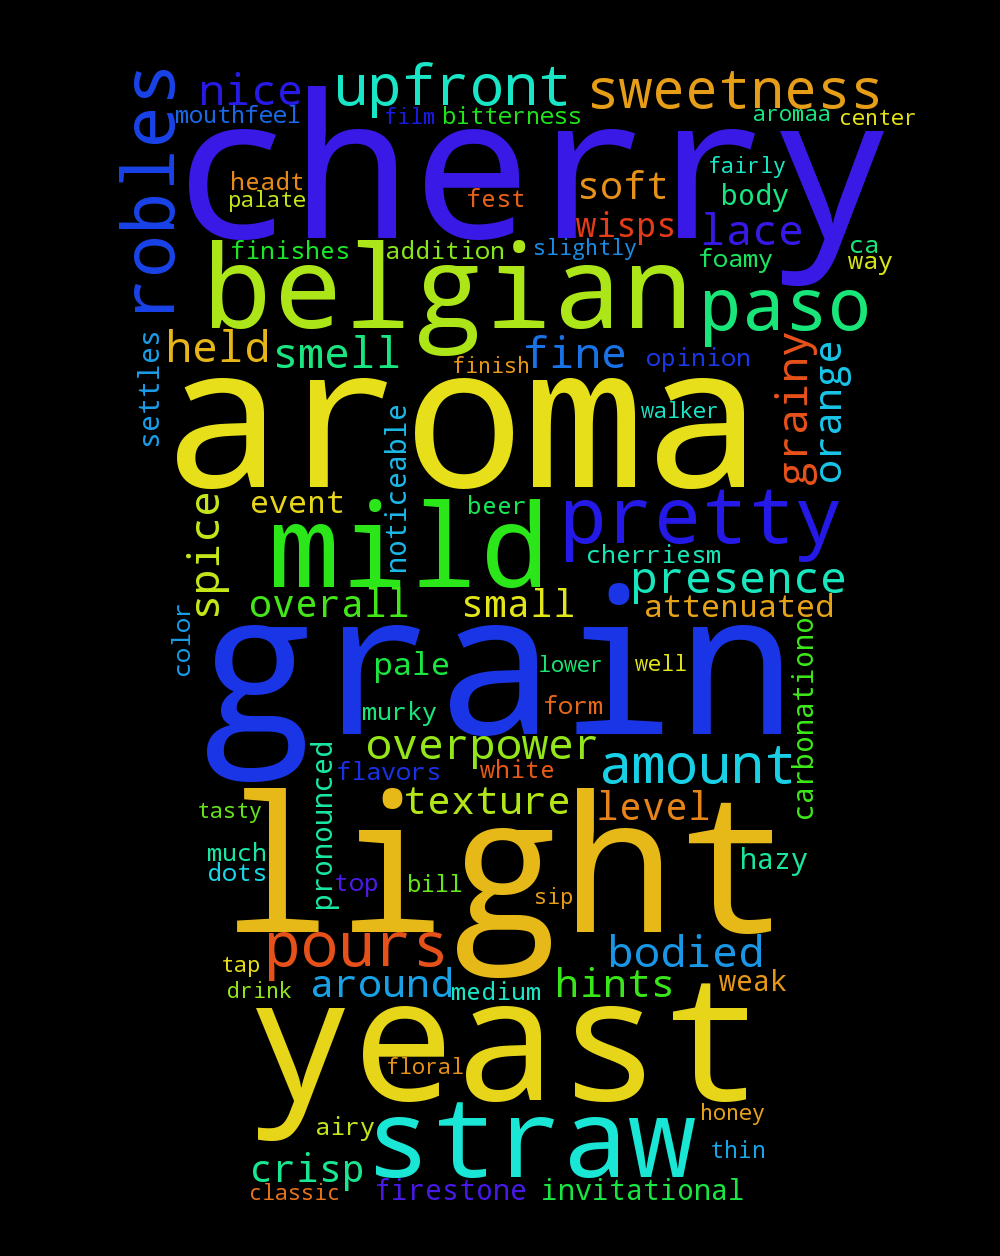 robles
nice
upfront
sweetness
mouthfeel
film
bitterness
aromaa
center
cherry
headt
palate
fest
soft
fairly
body
wisps
lace
finishes
addition
slightly
foamy
ca
way
belgian
paso
settles
held
smell
finish
fine
opinion
grainy
orange
aroma
walker
noticeable
spice
event
mild
beer
pretty
cherriesm
presence
overall
small
attenuated
color
grain
pale
lower
well
carbonationo
murky
form
overpower
pronounced
flavors
white
amount
tasty
light
texture
level
much
dots
top
bill
sip
hazy
pours
bodied
tap
drink
around
medium
hints
weak
yeast
floral
airy
straw
honey
thin
crisp
classic
firestone
invitational